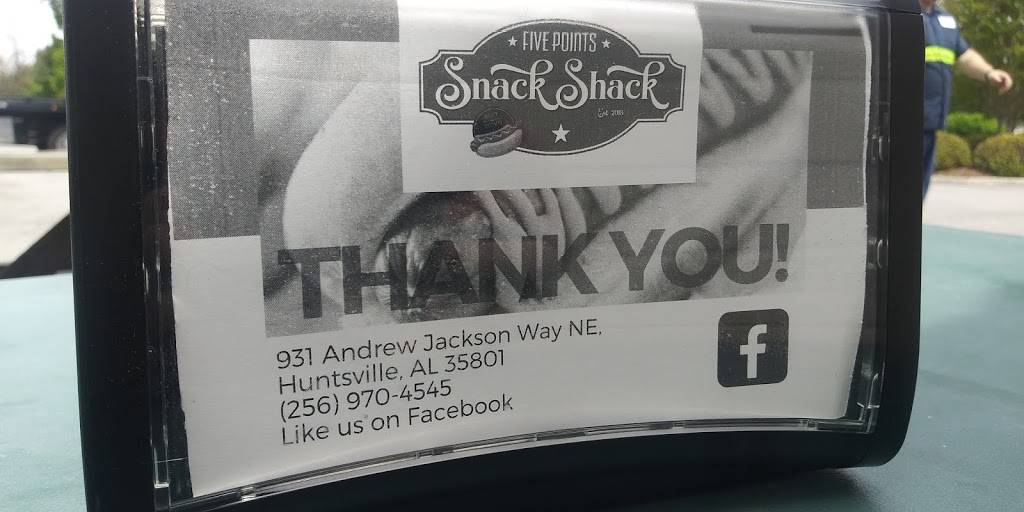 FIVE POINTS
Snack Shack
Est. 2018
THANK YOU!
931 Andrew Jackson Way NE,
Huntsville, AL 35801
(256) 970-4545
Like us on Facebook
f